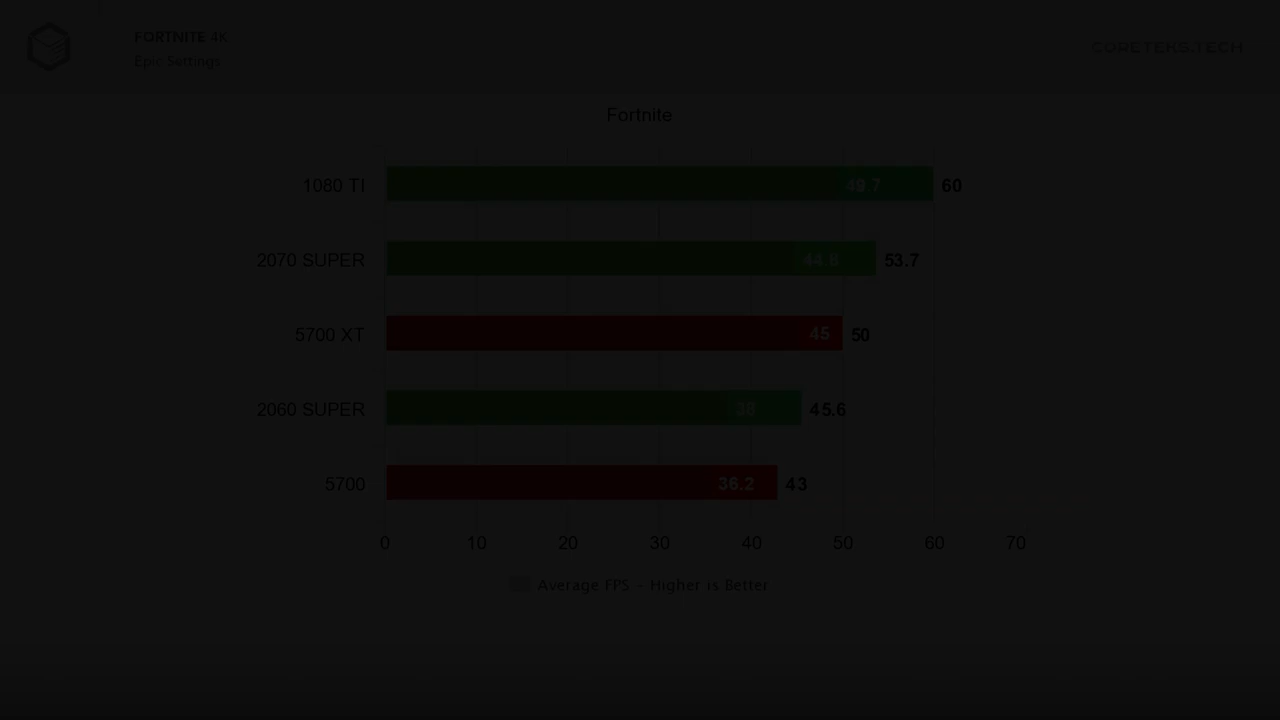 FORTNITE 4K
Epic Settings
CORETEKS.TECH
Fortnite
1080 TI 49.7 60
2070 SUPER 44.8 53.7
5700 XT 45 50
2060 SUPER 38 45.6
5700 36.2 43
0 10 20 30 40 50 60 70
Average FPS – Higher is Better